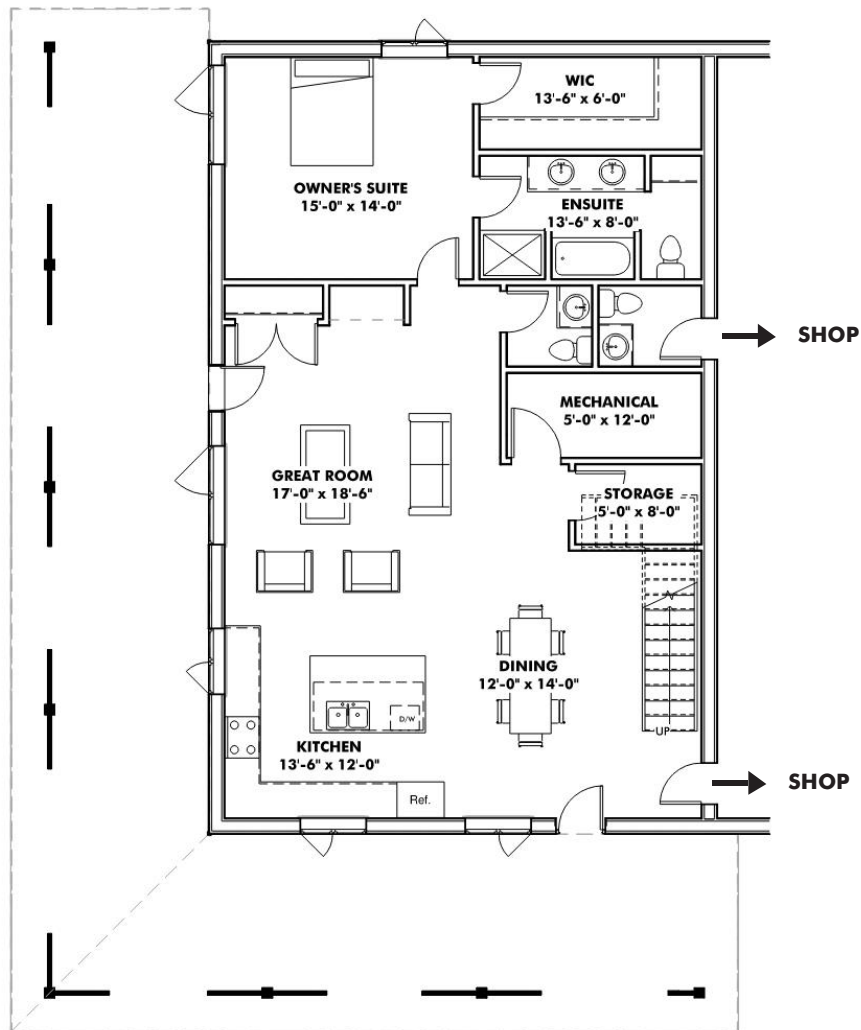 WIC
13'-6" x 6'-0"
OWNER'S SUITE
15'-0" x 14'-0"
ENSUITE
13'-6" x 8'-0"
SHOP
MECHANICAL
5'-0" x 12'-0"
GREAT ROOM
17'-0" x 18'-6"
STORAGE
5'-0" x 8'-0"
DINING
12'-0" x 14'-0"
D/W
UP
KITCHEN
13'-6" x 12'-0"
SHOP
Ref.